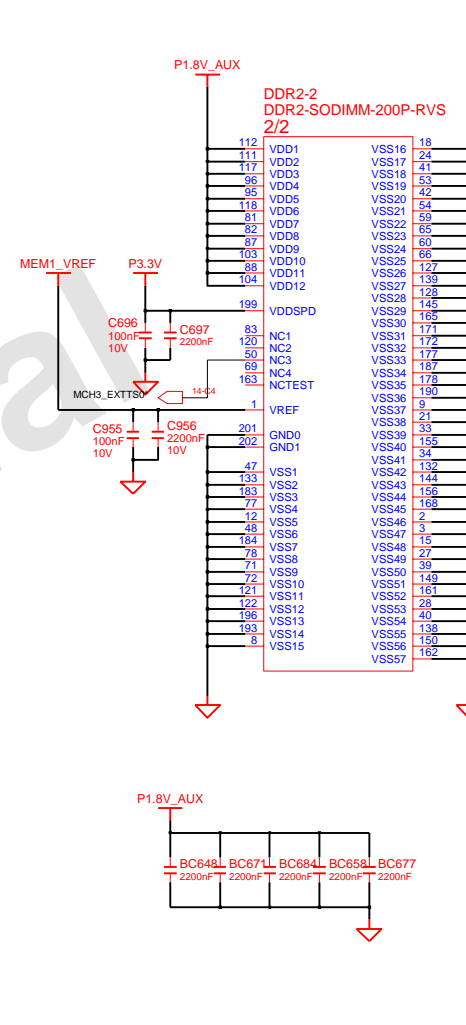 P1.8V_AUX
DDR2-2
DDR2-SODIMM-200P-RVS
2/2
112 VDD1 VSS16 18
111 VDD2 VSS17 24
117 VDD3 VSS18 41
96 VDD4 VSS19 53
95 VDD5 VSS20 42
118 VDD6 VSS21 54
81 VDD7 VSS22 59
82 VDD8 VSS23 65
87 VDD9 VSS24 60
103 VDD10 VSS25 66
88 VDD11 VSS26 127
104 VDD12 VSS27 139
VSS28 128
199 VDDSPD VSS29 145
VSS30 165
83 NC1 VSS31 171
120 NC2 VSS32 172
50 NC3 VSS33 177
69 NC4 VSS34 187
163 NCTEST VSS35 178
VSS36 190
1 VREF VSS37 9
VSS38 21
201 GND0 VSS39 33
202 GND1 VSS40 155
VSS41 34
47 VSS1 VSS42 132
133 VSS2 VSS43 144
183 VSS3 VSS44 156
77 VSS4 VSS45 168
12 VSS5 VSS46 2
48 VSS6 VSS47 3
184 VSS7 VSS48 15
78 VSS8 VSS49 27
71 VSS9 VSS50 39
72 VSS10 VSS51 149
121 VSS11 VSS52 161
122 VSS12 VSS53 28
196 VSS13 VSS54 40
193 VSS14 VSS55 138
8 VSS15 VSS56 150
VSS57 162
MEM1_VREF
P3.3V
C696
100nF
10V
C697
2200nF
MCH3_EXTTS0*
14-C4
C955
100nF
10V
C956
2200nF
10V
P1.8V_AUX
BC648 BC671 BC684 BC658 BC677
2200nF 2200nF 2200nF 2200nF 2200nF